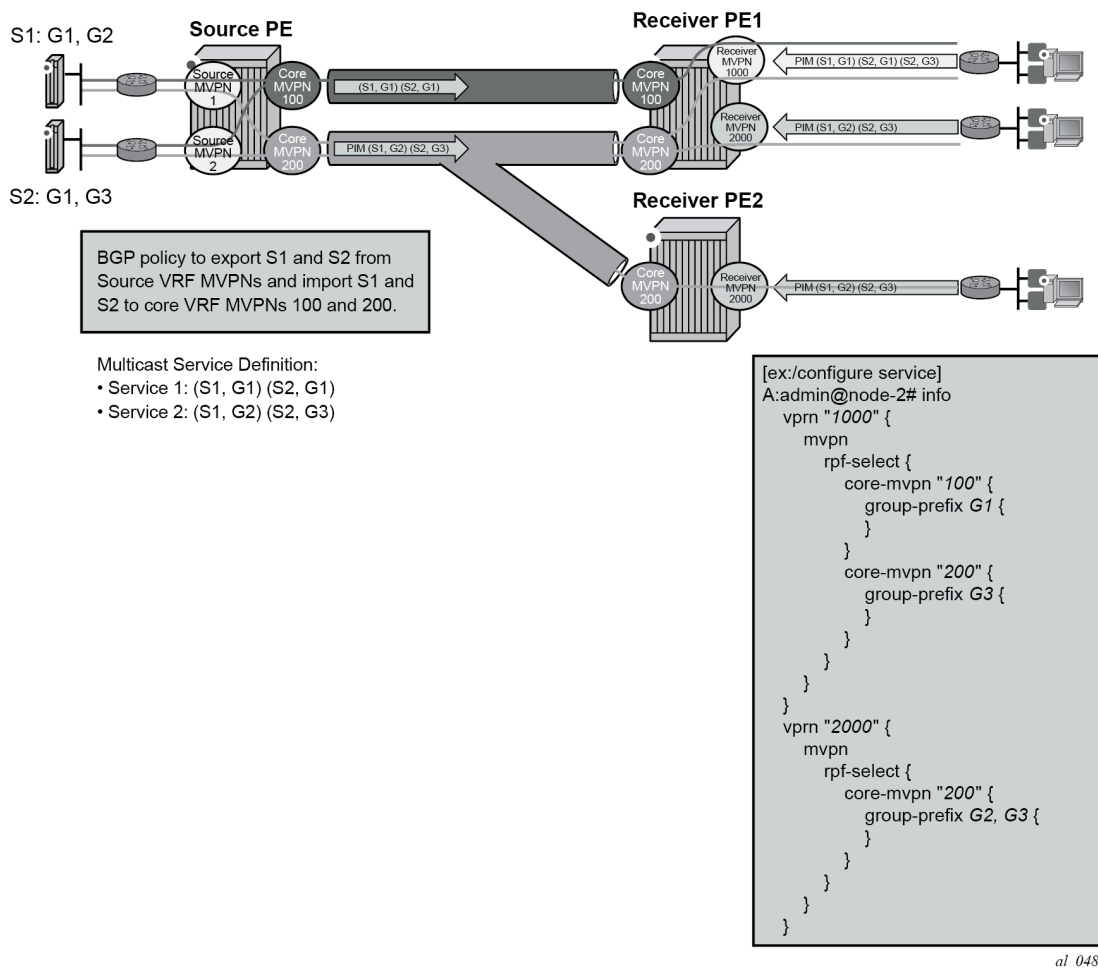 S1: G1, G2
Source PE
Receiver PE1
Source
MVPN
1
Core
MVPN
100
(S1, G1) (S2, G1)
Core
MVPN
100
Receiver
MVPN
1000
PIM (S1, G1) (S2, G1) (S2, G3)
Source
MVPN
2
Core
MVPN
200
PIM (S1, G2) (S2, G3)
Core
MVPN
200
Receiver
MVPN
2000
PIM (S1, G2) (S2, G3)
S2: G1, G3
Receiver PE2
Core
MVPN
200
Receiver
MVPN
2000
PIM (S1, G2) (S2, G3)
BGP policy to export S1 and S2 from
Source VRF MVPNs and import S1 and
S2 to core VRF MVPNs 100 and 200.
Multicast Service Definition:
• Service 1: (S1, G1) (S2, G1)
• Service 2: (S1, G2) (S2, G3)
[ex:/configure service]
A:admin@node-2# info
vprn "1000" {
mvpn
rpf-select {
core-mvpn "100" {
group-prefix G1 {
}
}
core-mvpn "200" {
group-prefix G3 {
}
}
}
}
}
vprn "2000" {
mvpn
rpf-select {
core-mvpn "200" {
group-prefix G2, G3 {
}
}
}
}
}
al_048